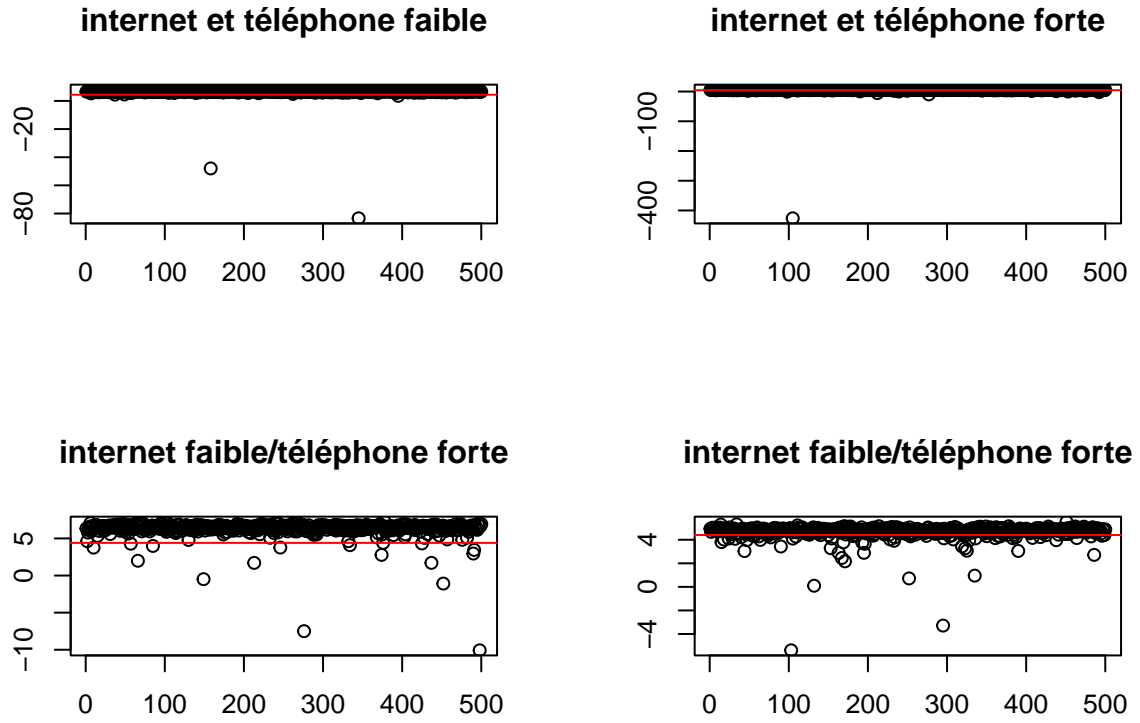 internet et téléphone faible
-20
-80
0 100 200 300 400 500
internet et téléphone forte
-100
-400
0 100 200 300 400 500
internet faible/téléphone forte
5
0
-10
0 100 200 300 400 500
internet faible/téléphone forte
4
0
-4
0 100 200 300 400 500